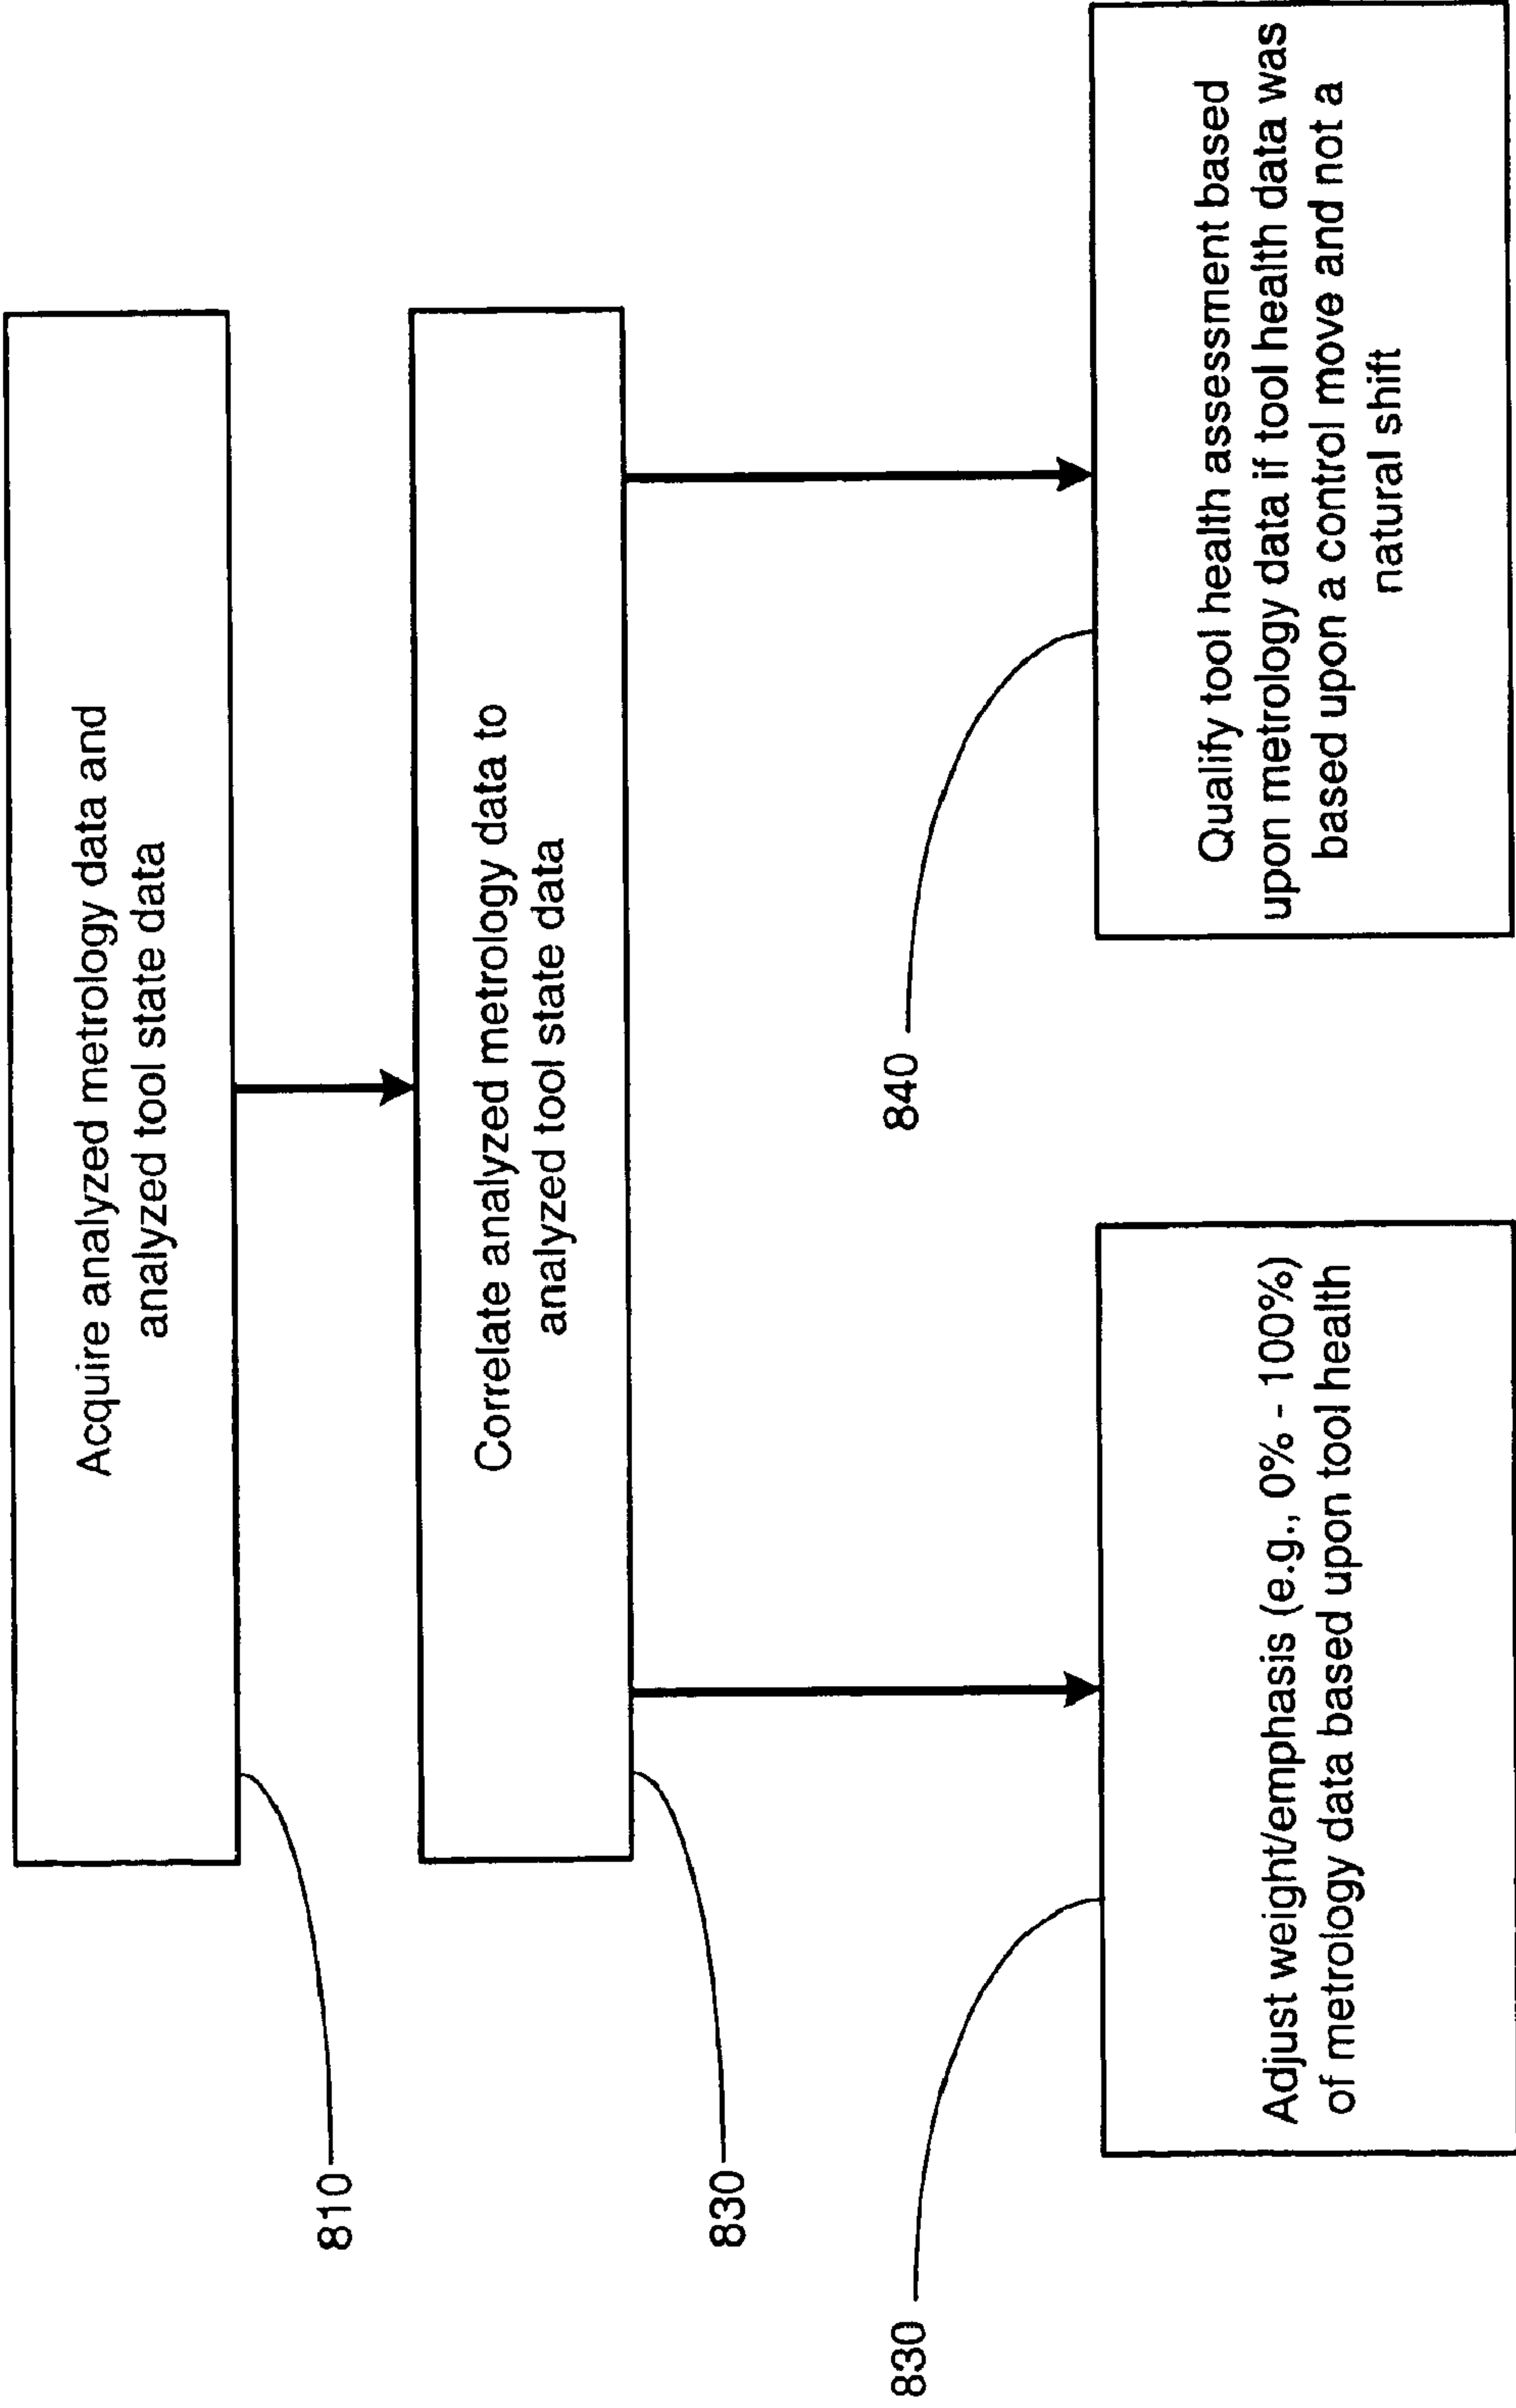 Acquire analyzed metrology data and
analyzed tool state data
810
Correlate analyzed metrology data to
analyzed tool state data
830
830
Adjust weight/emphasis (e.g., 0% - 100%)
of metrology data based upon tool health
840
Qualify tool health assessment based
upon metrology data if tool health data was
based upon a control move and not a
natural shift